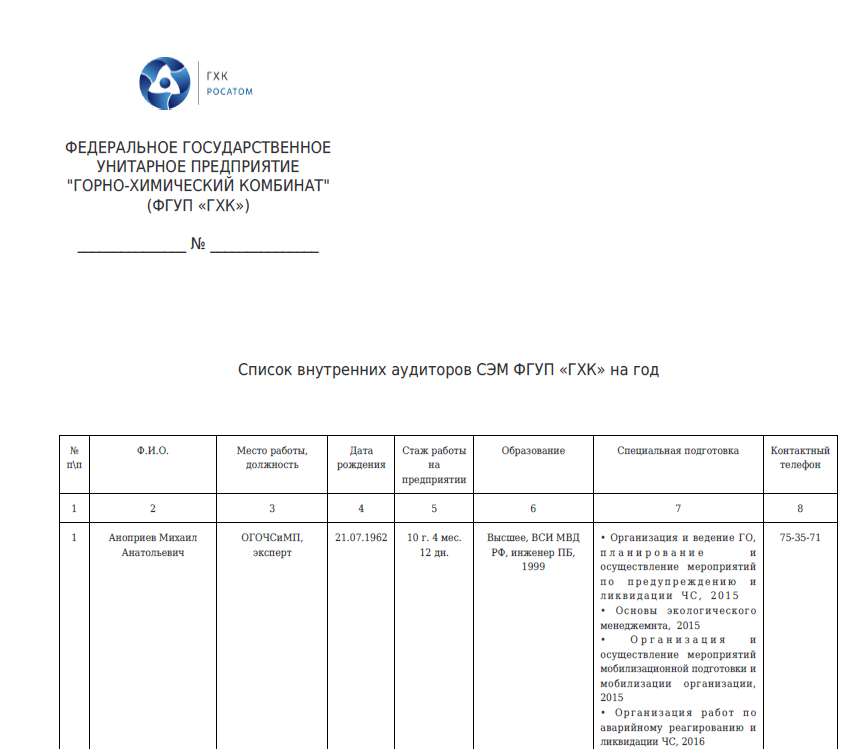 ГХК
РОСАТОМ
ФЕДЕРАЛЬНОЕ ГОСУДАРСТВЕННОЕ
УНИТАРНОЕ ПРЕДПРИЯТИЕ
"ГОРНО-ХИМИЧЕСКИЙ КОМБИНАТ"
(ФГУП «ГХК»)
_______________ № _______________
Список внутренних аудиторов СЭМ ФГУП «ГХК» на год
№
п\п
Ф.И.О.
Место работы,
должность
Дата
рождения
Стаж работы
на
предприятии
Образование
Специальная подготовка
Контактный
телефон
1
2
3
4
5
6
7
8
1
Аноприев Михаил
Анатольевич
ОГОЧСиМП,
эксперт
21.07.1962
10 г. 4 мес.
12 дн.
Высшее, ВСИ МВД
РФ, инженер ПБ,
1999
• Организация и ведение ГО,
планирование и
осуществление мероприятий
по предупреждению и
ликвидации ЧС, 2015
• Основы экологического
менеджемнта, 2015
• Организация и
осуществление мероприятий
мобилизационной подготовки и
мобилизации организации,
2015
• Организация работ по
аварийному реагированию и
ликвидации ЧС, 2016
75-35-71